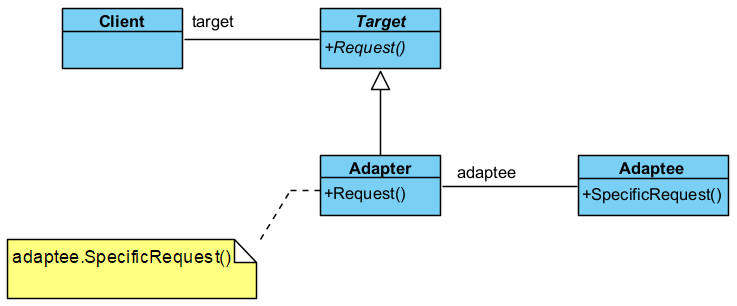 Client
target
Target
+Request()
Adapter
+Request()
adaptee
Adaptee
+SpecificRequest()
adaptee.SpecificRequest()